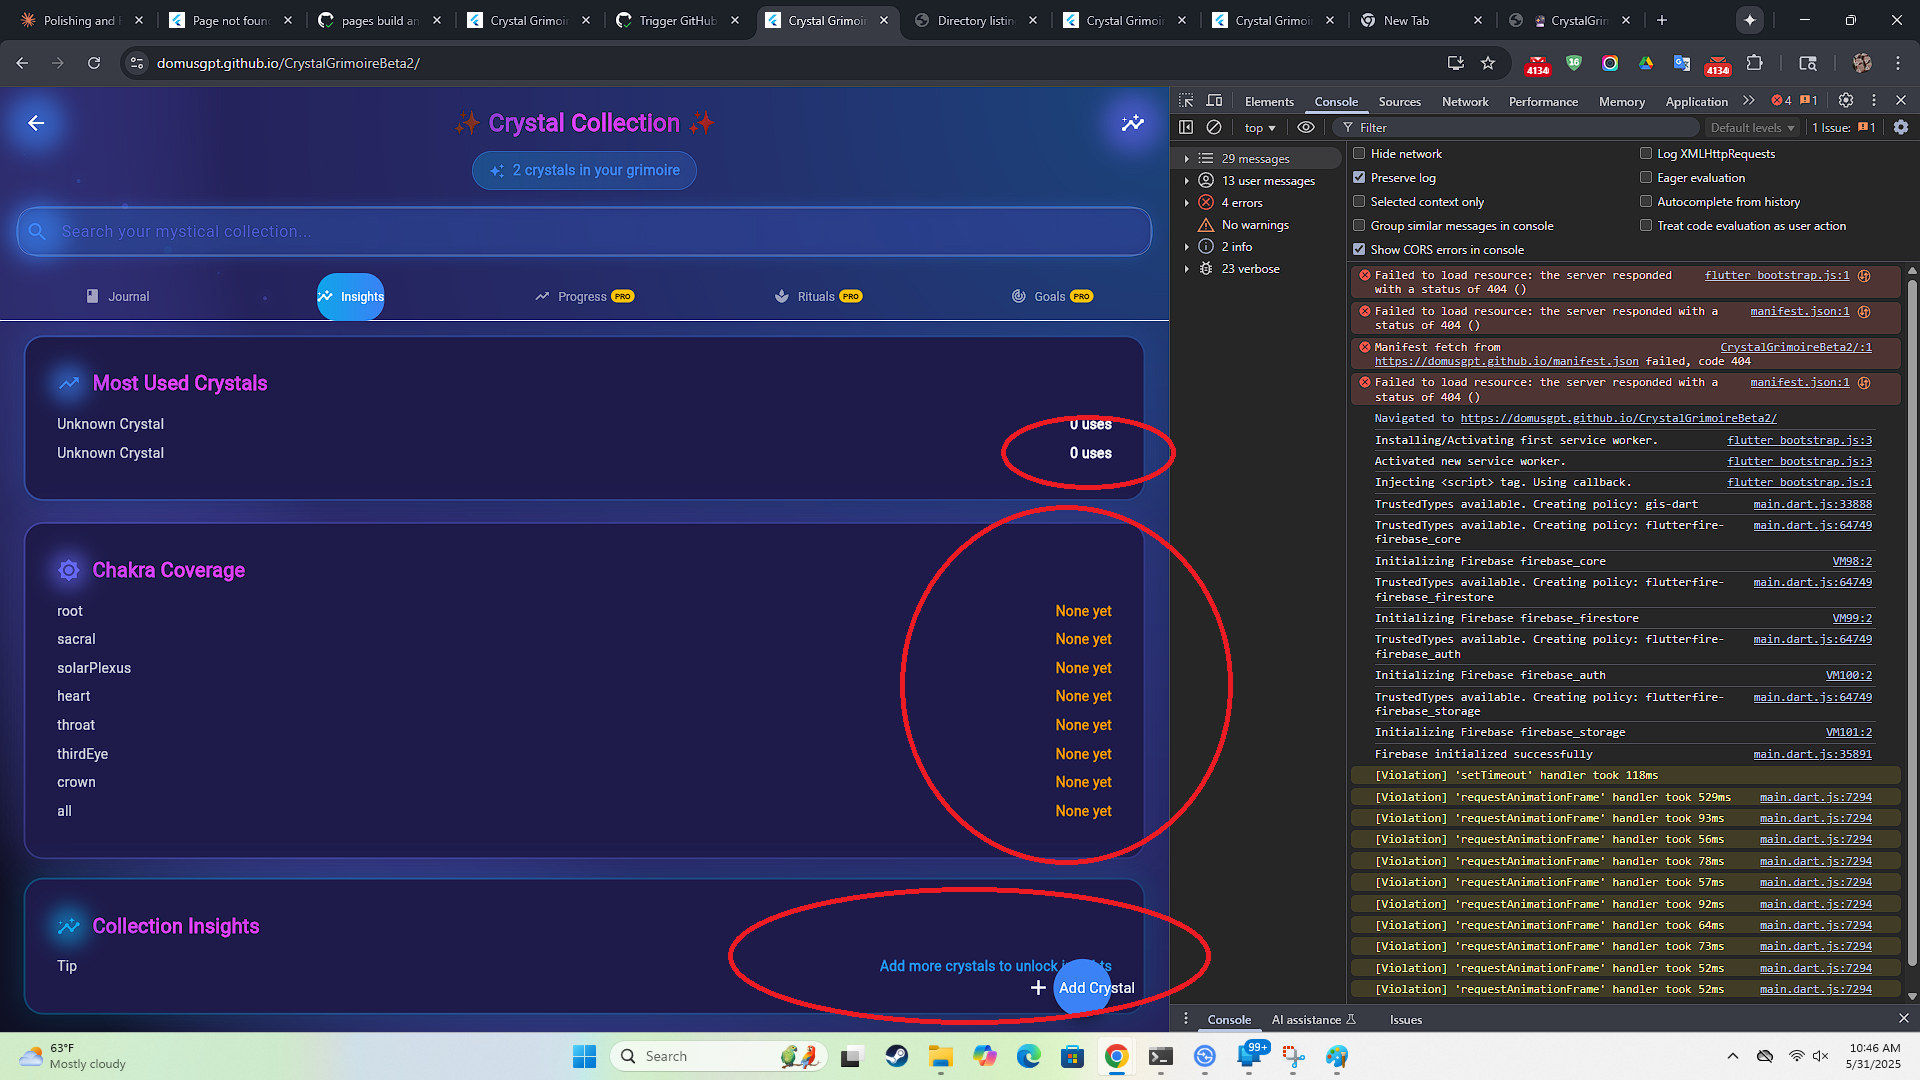 Polishing and R
Page not foun
pages build an
Crystal Grimoi
Trigger GitHub
Crystal Grimoi
Directory listin
Crystal Grimoi
Crystal Grimoi
New Tab
CrystalGrim
domusgpt.github.io/CrystalGrimoireBeta2/
4134
16
4134
✨ Crystal Collection ✨
2 crystals in your grimoire
Search your mystical collection...
Journal
Insights
Progress PRO
Rituals PRO
Goals PRO
Most Used Crystals
Unknown Crystal 0 uses
Unknown Crystal 0 uses
Chakra Coverage
root None yet
sacral None yet
solarPlexus None yet
heart None yet
throat None yet
thirdEye None yet
crown None yet
all None yet
Collection Insights
Tip Add more crystals to unlock insights
+ Add Crystal
Elements Console Sources Network Performance Memory Application 4 1
top Filter Default levels 1 Issue: 1
29 messages
13 user messages
4 errors
No warnings
2 info
23 verbose
Hide network Log XMLHttpRequests
Preserve log Eager evaluation
Selected context only Autocomplete from history
Group similar messages in console Treat code evaluation as user action
Show CORS errors in console
Failed to load resource: the server responded flutter_bootstrap.js:1
with a status of 404 ()
Failed to load resource: the server responded with a manifest.json:1
status of 404 ()
Manifest fetch from CrystalGrimoireBeta2/:1
https://domusgpt.github.io/manifest.json failed, code 404
Failed to load resource: the server responded with a manifest.json:1
status of 404 ()
Navigated to https://domusgpt.github.io/CrystalGrimoireBeta2/
Installing/Activating first service worker. flutter_bootstrap.js:3
Activated new service worker. flutter_bootstrap.js:3
Injecting <script> tag. Using callback. flutter_bootstrap.js:1
TrustedTypes available. Creating policy: gis-dart main.dart.js:33888
TrustedTypes available. Creating policy: flutterfire- main.dart.js:64749
firebase_core
Initializing Firebase firebase_core VM98:2
TrustedTypes available. Creating policy: flutterfire- main.dart.js:64749
firebase_firestore
Initializing Firebase firebase_firestore VM99:2
TrustedTypes available. Creating policy: flutterfire- main.dart.js:64749
firebase_auth
Initializing Firebase firebase_auth VM100:2
TrustedTypes available. Creating policy: flutterfire- main.dart.js:64749
firebase_storage
Initializing Firebase firebase_storage VM101:2
Firebase initialized successfully main.dart.js:35891
[Violation] 'setTimeout' handler took 118ms
[Violation] 'requestAnimationFrame' handler took 529ms main.dart.js:7294
[Violation] 'requestAnimationFrame' handler took 93ms main.dart.js:7294
[Violation] 'requestAnimationFrame' handler took 56ms main.dart.js:7294
[Violation] 'requestAnimationFrame' handler took 78ms main.dart.js:7294
[Violation] 'requestAnimationFrame' handler took 57ms main.dart.js:7294
[Violation] 'requestAnimationFrame' handler took 92ms main.dart.js:7294
[Violation] 'requestAnimationFrame' handler took 64ms main.dart.js:7294
[Violation] 'requestAnimationFrame' handler took 73ms main.dart.js:7294
[Violation] 'requestAnimationFrame' handler took 52ms main.dart.js:7294
[Violation] 'requestAnimationFrame' handler took 52ms main.dart.js:7294
Console AI assistance Issues
63°F
Mostly cloudy
Search
99+
10:46 AM
5/31/2025